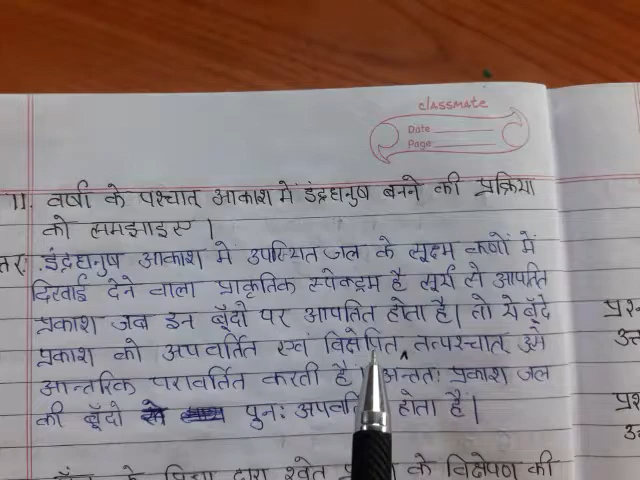 classmate
Date
Page
11. वर्षा के पश्चात् आकाश में इंद्रधनुष बनने की प्रक्रिया
को समझाइए।
तर: इंद्रधनुष आकाश में उपस्थित जल के सूक्ष्म कणों में
दिखाई देने वाला प्राकृतिक स्पेक्ट्रम है सूर्य से आपतित
प्रकाश जब इन बूँदों पर आपतित होता है। तो ये बूँदे
प्रकाश को अपवर्तित एवं विक्षेपित तत्पश्चात् उसे
आन्तरिक परावर्तित करती है। अन्ततः प्रकाश जल
की बूँदो पुनः होता है।
श्वेत के विक्षेपण की
प्रश्
उत्त
प्रश्
उ